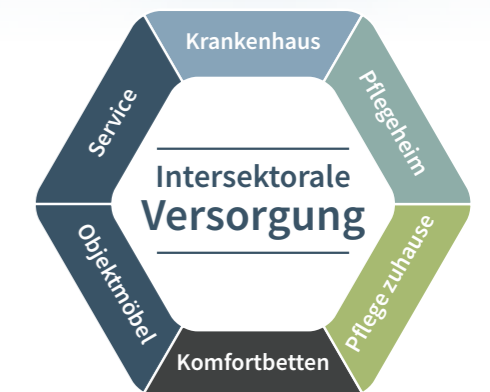 Krankenhaus
Pflegeheim
Pflege zuhause
Komfortbetten
Objektmöbel
Service
Intersektorale
Versorgung